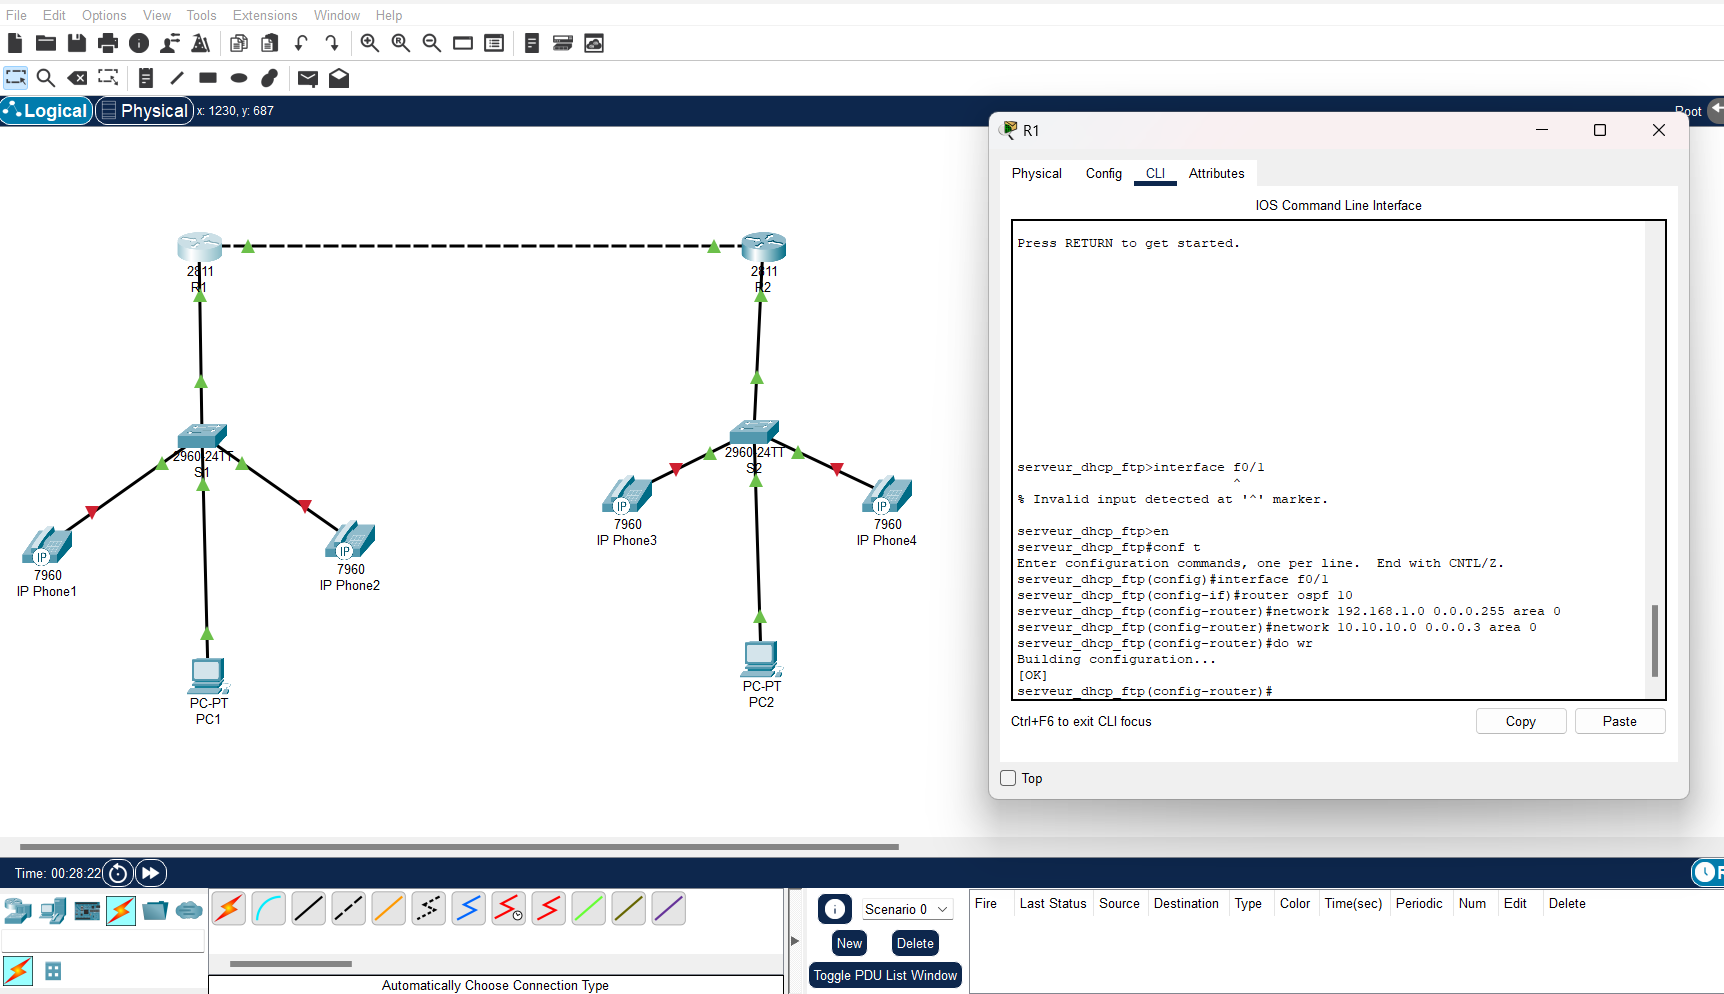 File Edit Options View Tools Extensions Window Help
Logical Physical x: 1230, y: 687
Root
R1
Physical Config CLI Attributes
IOS Command Line Interface
Press RETURN to get started.
serveur_dhcp_ftp>interface f0/1
^
% Invalid input detected at '^' marker.
serveur_dhcp_ftp>en
serveur_dhcp_ftp#conf t
Enter configuration commands, one per line.  End with CNTL/Z.
serveur_dhcp_ftp(config)#interface f0/1
serveur_dhcp_ftp(config-if)#router ospf 10
serveur_dhcp_ftp(config-router)#network 192.168.1.0 0.0.0.255 area 0
serveur_dhcp_ftp(config-router)#network 10.10.10.0 0.0.0.3 area 0
serveur_dhcp_ftp(config-router)#do wr
Building configuration...
[OK]
serveur_dhcp_ftp(config-router)#
Ctrl+F6 to exit CLI focus
Copy Paste
Top
2811
R1
2811
R2
2960-24TT
S1
2960-24TT
S2
IP
7960
IP Phone1
IP
7960
IP Phone2
IP
7960
IP Phone3
IP
7960
IP Phone4
PC-PT
PC1
PC-PT
PC2
Time: 00:28:22
Scenario 0
New Delete
Toggle PDU List Window
Fire Last Status Source Destination Type Color Time(sec) Periodic Num Edit Delete
Automatically Choose Connection Type